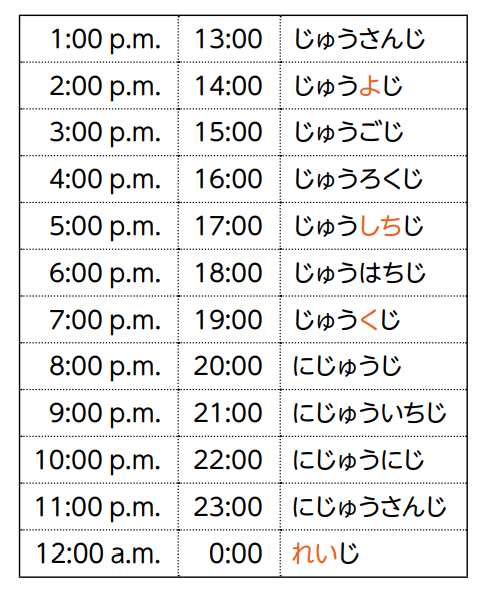 1:00 p.m. 13:00 じゅうさんじ
2:00 p.m. 14:00 じゅうよじ
3:00 p.m. 15:00 じゅうごじ
4:00 p.m. 16:00 じゅうろくじ
5:00 p.m. 17:00 じゅうしちじ
6:00 p.m. 18:00 じゅうはちじ
7:00 p.m. 19:00 じゅうくじ
8:00 p.m. 20:00 にじゅうじ
9:00 p.m. 21:00 にじゅういちじ
10:00 p.m. 22:00 にじゅうにじ
11:00 p.m. 23:00 にじゅうさんじ
12:00 a.m. 0:00 れいじ